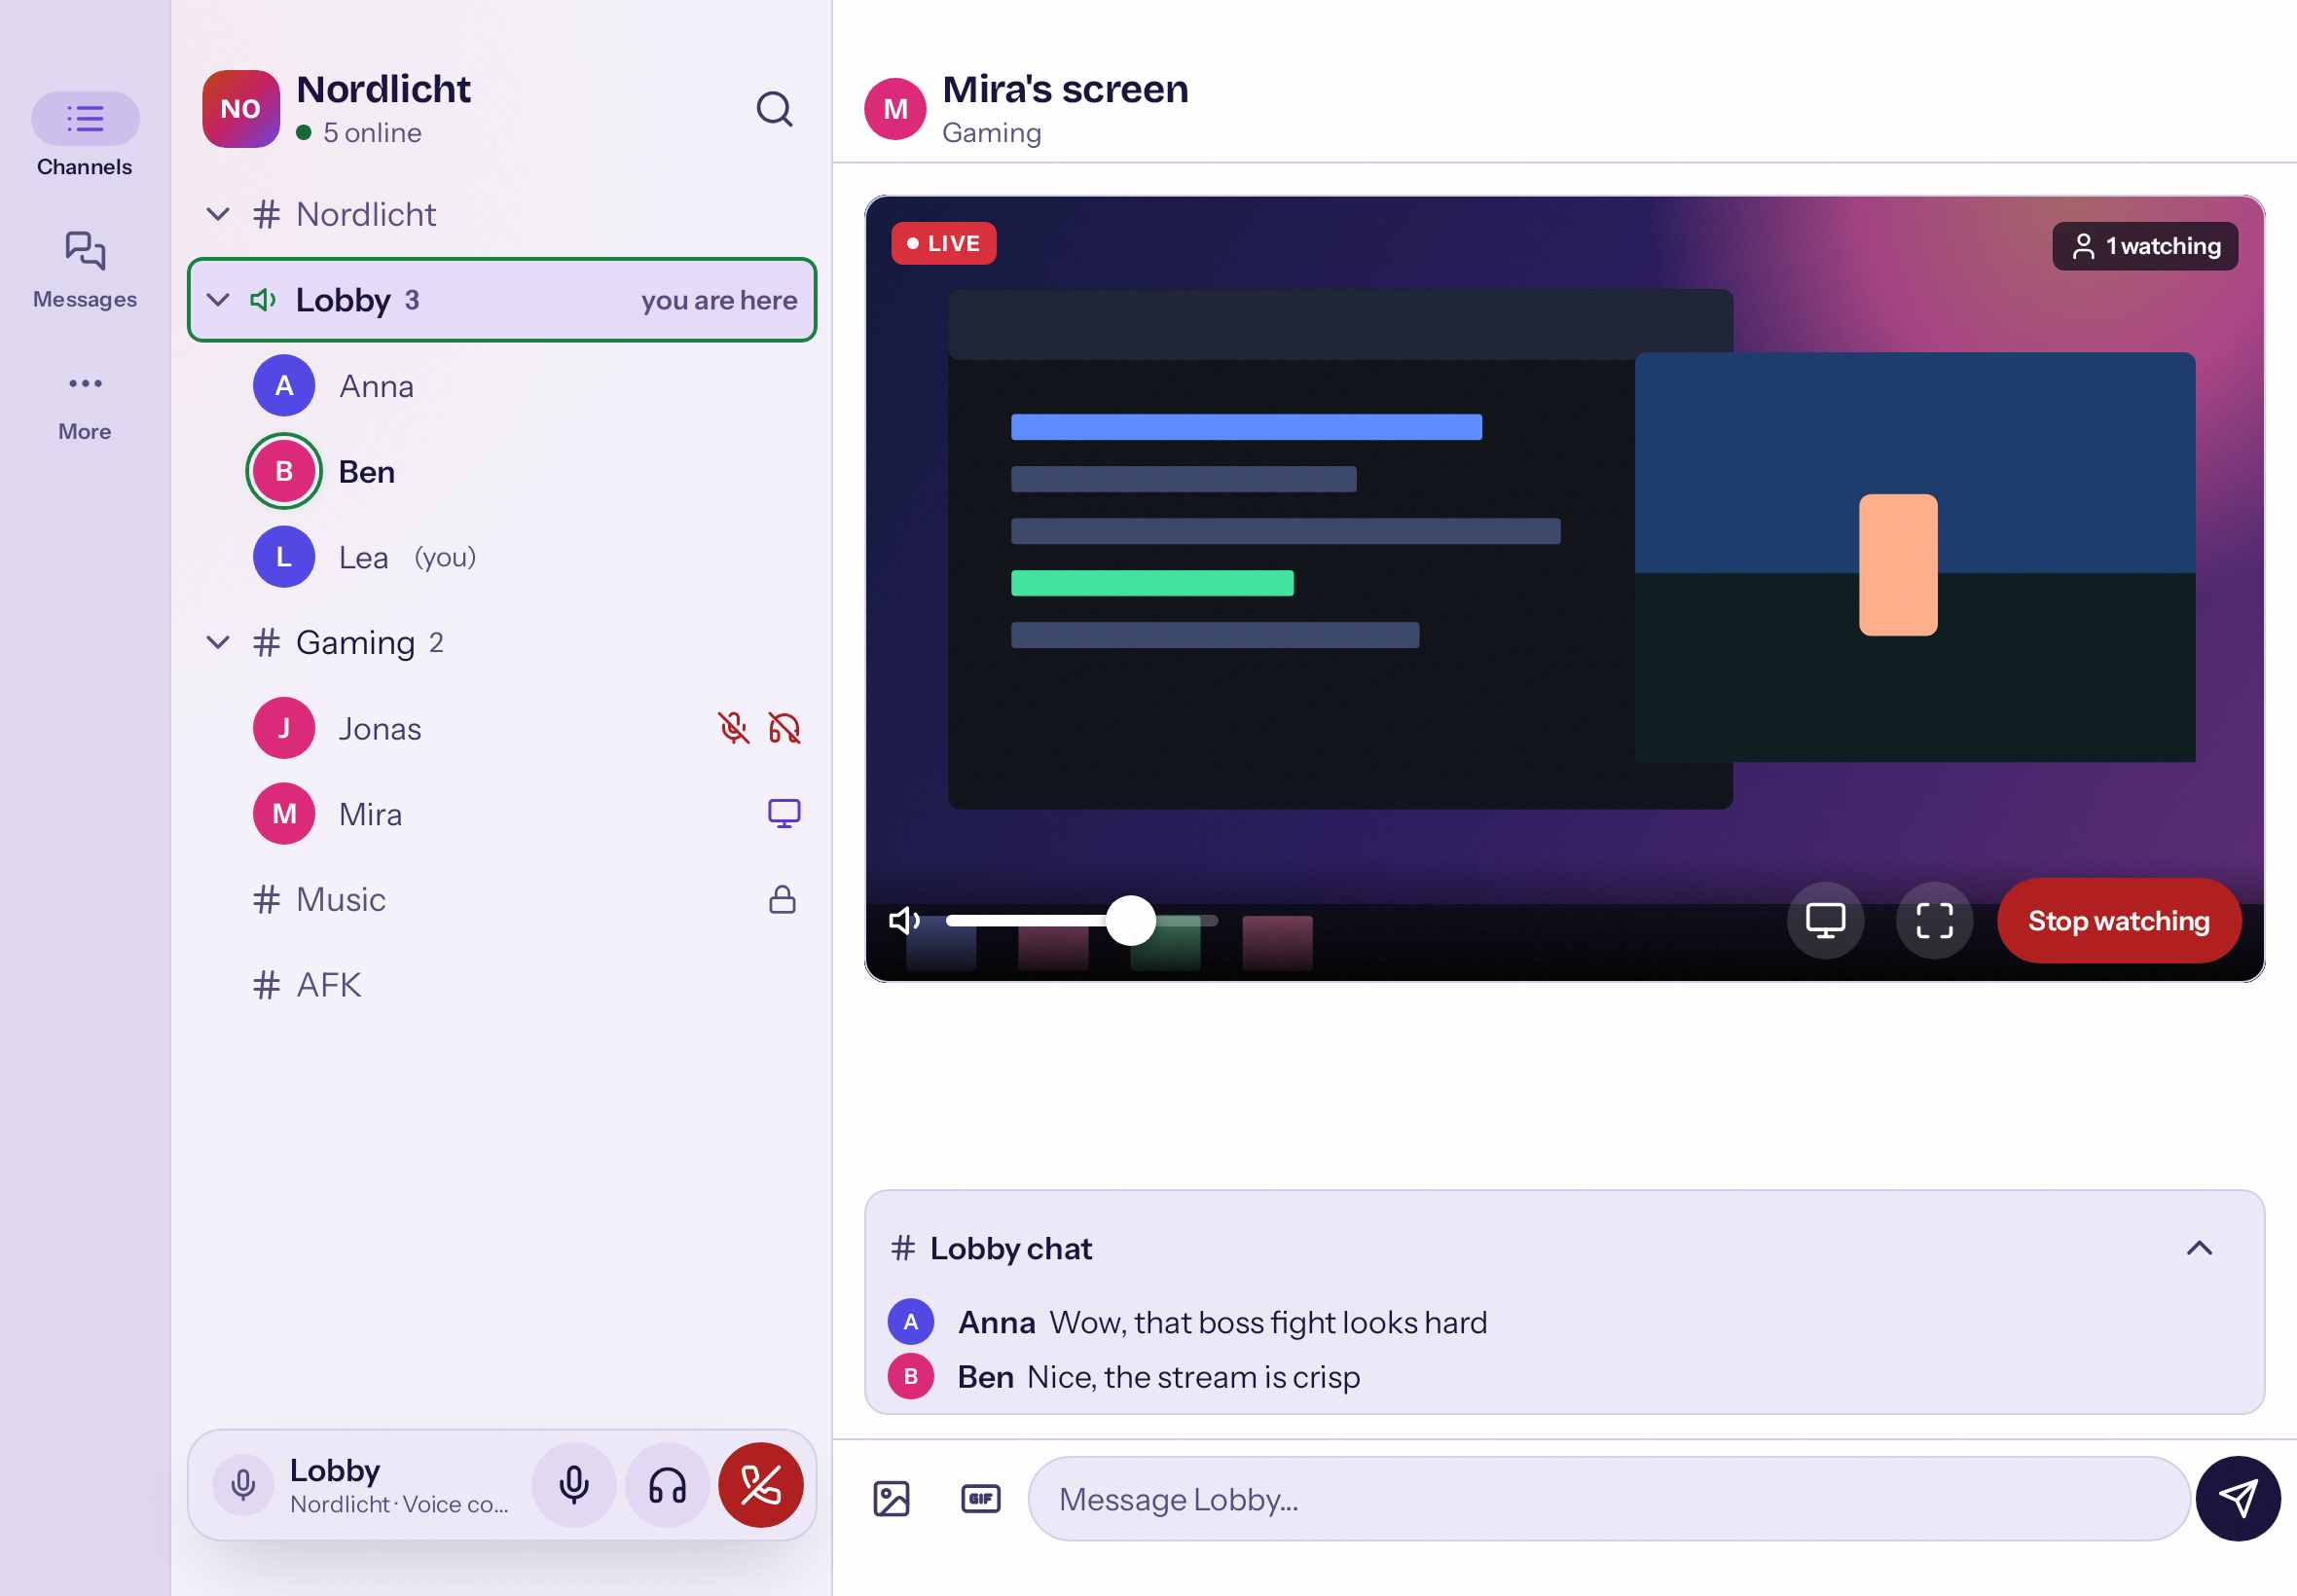 NO
Nordlicht
5 online
Channels
Messages
More
# Nordlicht
Lobby 3 you are here
A Anna
B Ben
L Lea (you)
# Gaming 2
J Jonas
M Mira
# Music
# AFK
Lobby
Nordlicht · Voice co...
M
Mira's screen
Gaming
LIVE
1 watching
Stop watching
# Lobby chat
A Anna Wow, that boss fight looks hard
B Ben Nice, the stream is crisp
GIF
Message Lobby...